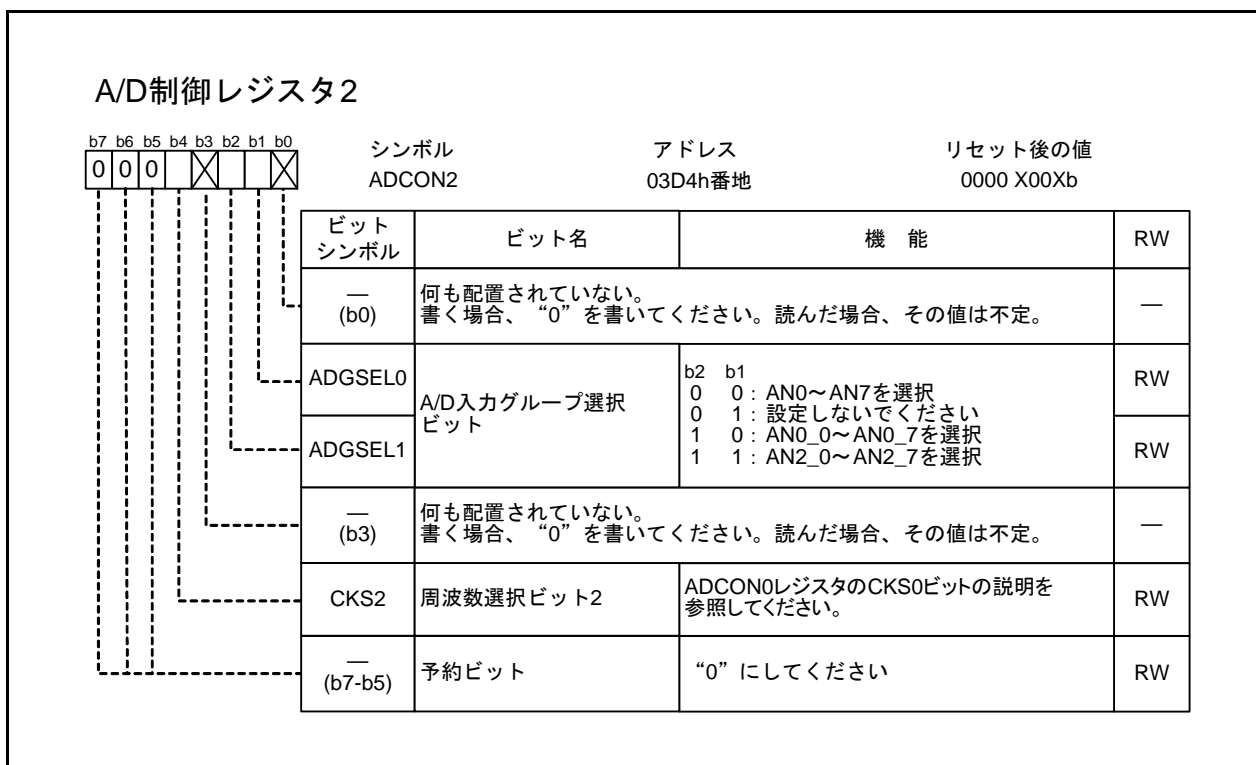 A/D制御レジスタ2
b7 b6 b5 b4 b3 b2 b1 b0
0 0 0
シンボル アドレス リセット後の値
ADCON2 03D4h番地 0000 X00Xb
ビット
シンボル ビット名 機 能 RW
―
(b0)
何も配置されていない。
書く場合、“0”を書いてください。読んだ場合、その値は不定。
―
ADGSEL0
ADGSEL1
A/D入力グループ選択
ビット
b2 b1
0 0：AN0～AN7を選択
0 1：設定しないでください
1 0：AN0_0～AN0_7を選択
1 1：AN2_0～AN2_7を選択
RW
RW
―
(b3)
何も配置されていない。
書く場合、“0”を書いてください。読んだ場合、その値は不定。
―
CKS2
周波数選択ビット2
ADCON0レジスタのCKS0ビットの説明を
参照してください。
RW
―
(b7-b5)
予約ビット
“0”にしてください
RW